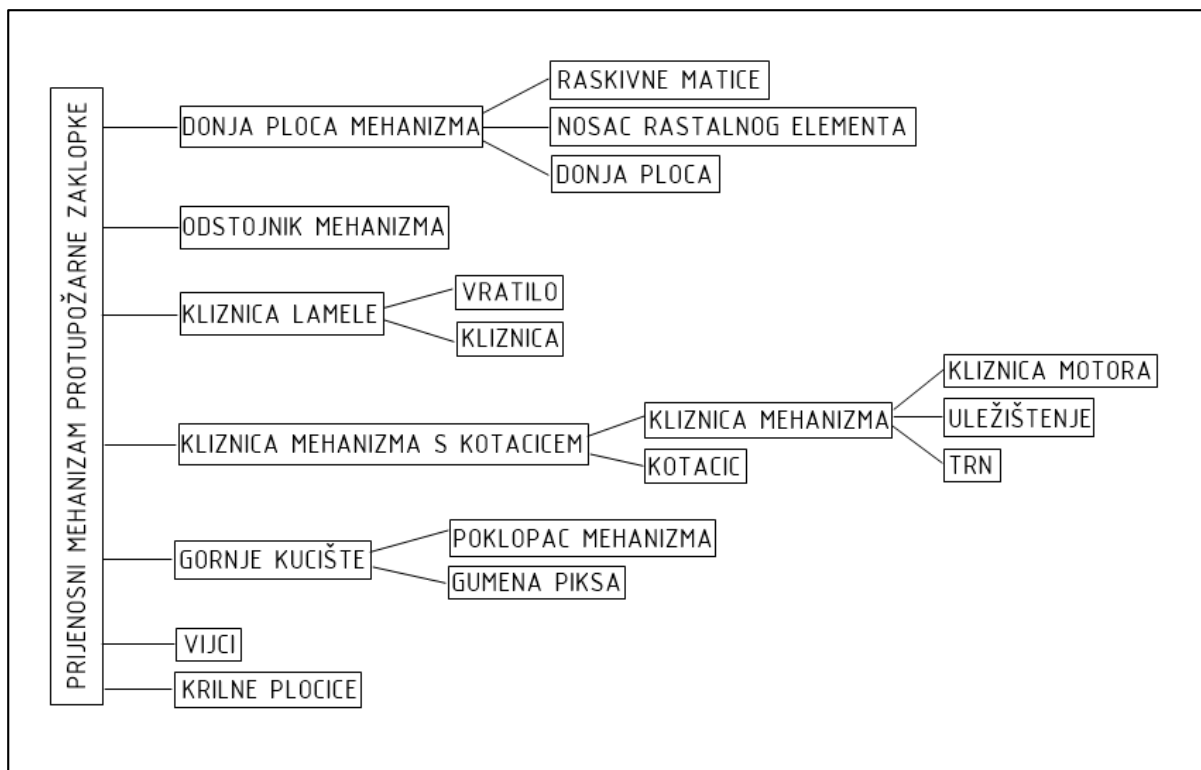 PRIJENOSNI MEHANIZAM PROTUPOŽARNE ZAKLOPKE
DONJA PLOCA MEHANIZMA
RASKIVNE MATICE
NOSAC RASTALNOG ELEMENTA
DONJA PLOCA
ODSTOJNIK MEHANIZMA
KLIZNICA LAMELE
VRATILO
KLIZNICA
KLIZNICA MEHANIZMA S KOTACICEM
KLIZNICA MEHANIZMA
KLIZNICA MOTORA
ULEŽIŠTENJE
TRN
KOTACIC
GORNJE KUCIŠTE
POKLOPAC MEHANIZMA
GUMENA PIKSA
VIJCI
KRILNE PLOCICE